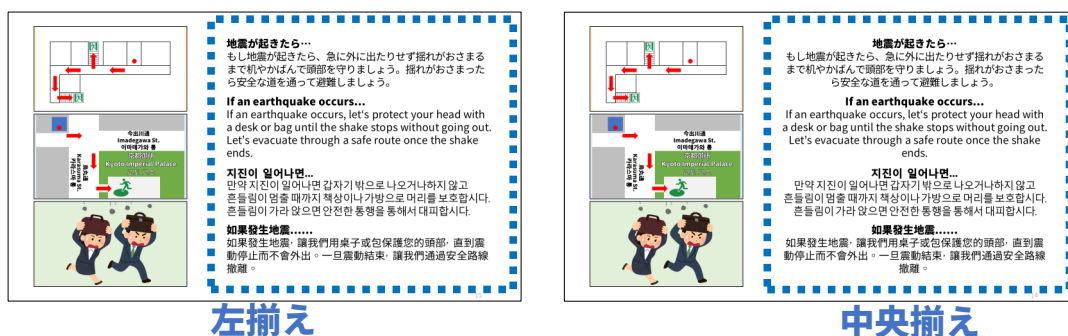 今出川通
Imadegawa St.
이마데가와 통
烏丸通
Karasuma St.
카라스마 통
京都御所
Kyoto Imperial Palace
地震が起きたら…
もし地震が起きたら、急に外に出たりせず揺れがおさまる
まで机やかばんで頭部を守りましょう。揺れがおさまった
ら安全な道を通って避難しましょう。
If an earthquake occurs...
If an earthquake occurs, let's protect your head with
a desk or bag until the shake stops without going out.
Let's evacuate through a safe route once the shake
ends.
지진이 일어나면...
만약 지진이 일어나면 갑자기 밖으로 나오거나하지 않고
흔들림이 멈출 때까지 책상이나 가방으로 머리를 보호합시다.
흔들림이 가라 앉으면 안전한 통행을 통해서 대피합시다.
如果發生地震......
如果發生地震，讓我們用桌子或包保護您的頭部，直到震
動停止而不會外出。一旦震動結束，讓我們通過安全路線
撤離。
左揃え
今出川通
Imadegawa St.
이마데가와 통
烏丸通
Karasuma St.
카라스마 통
京都御所
Kyoto Imperial Palace
地震が起きたら…
もし地震が起きたら、急に外に出たりせず揺れがおさまる
まで机やかばんで頭部を守りましょう。揺れがおさまった
ら安全な道を通って避難しましょう。
If an earthquake occurs...
If an earthquake occurs, let's protect your head with
a desk or bag until the shake stops without going out.
Let's evacuate through a safe route once the shake
ends.
지진이 일어나면...
만약 지진이 일어나면 갑자기 밖으로 나오거나하지 않고
흔들림이 멈출 때까지 책상이나 가방으로 머리를 보호합시다.
흔들림이 가라 앉으면 안전한 통행을 통해서 대피합시다.
如果發生地震......
如果發生地震，讓我們用桌子或包保護您的頭部，直到震
動停止而不會外出。一旦震動結束，讓我們通過安全路線
撤離。
14
中央揃え